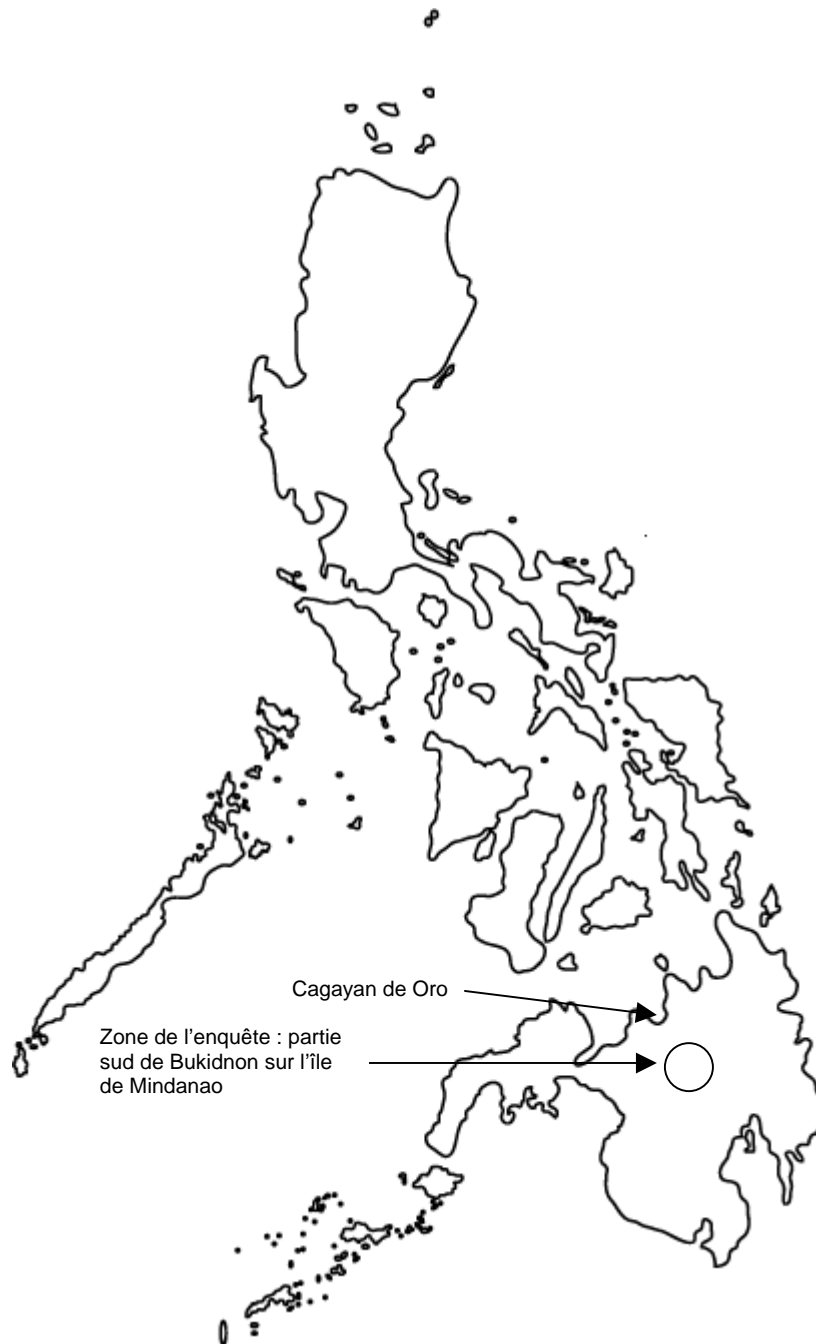 Cagayan de Oro
Zone de l’enquête : partie
sud de Bukidnon sur l’île
de Mindanao